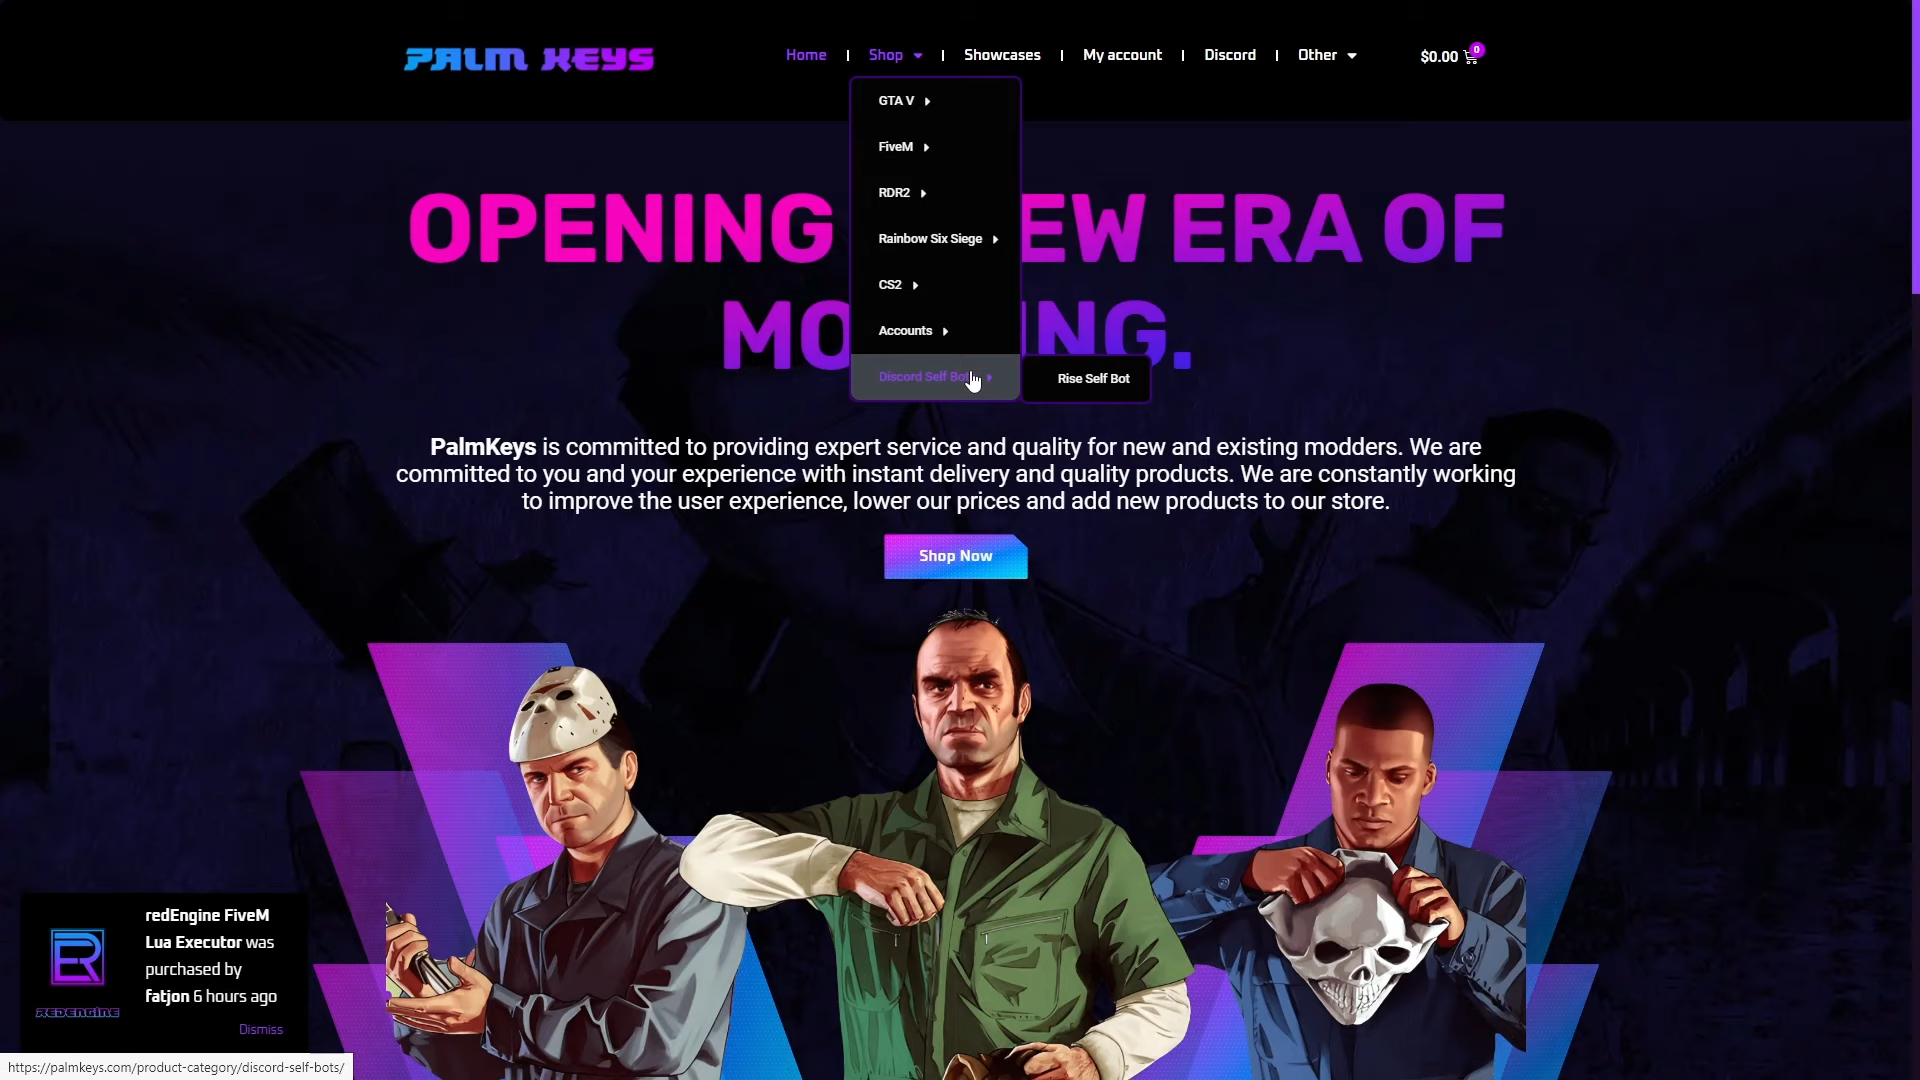 PALM KEYS
Home
Shop
Showcases
My account
Discord
Other
$0.00
0
GTA V
FiveM
RDR2
Rainbow Six Siege
CS2
Accounts
Discord Self
Rise Self Bot
OPENING EW ERA OF
MO NG.
PalmKeys is committed to providing expert service and quality for new and existing modders. We are
committed to you and your experience with instant delivery and quality products. We are constantly working
to improve the user experience, lower our prices and add new products to our store.
Shop Now
redEngine FiveM
Lua Executor was
purchased by
fatjon 6 hours ago
Dismiss
REDENGINE
https://palmkeys.com/product-category/discord-self-bots/